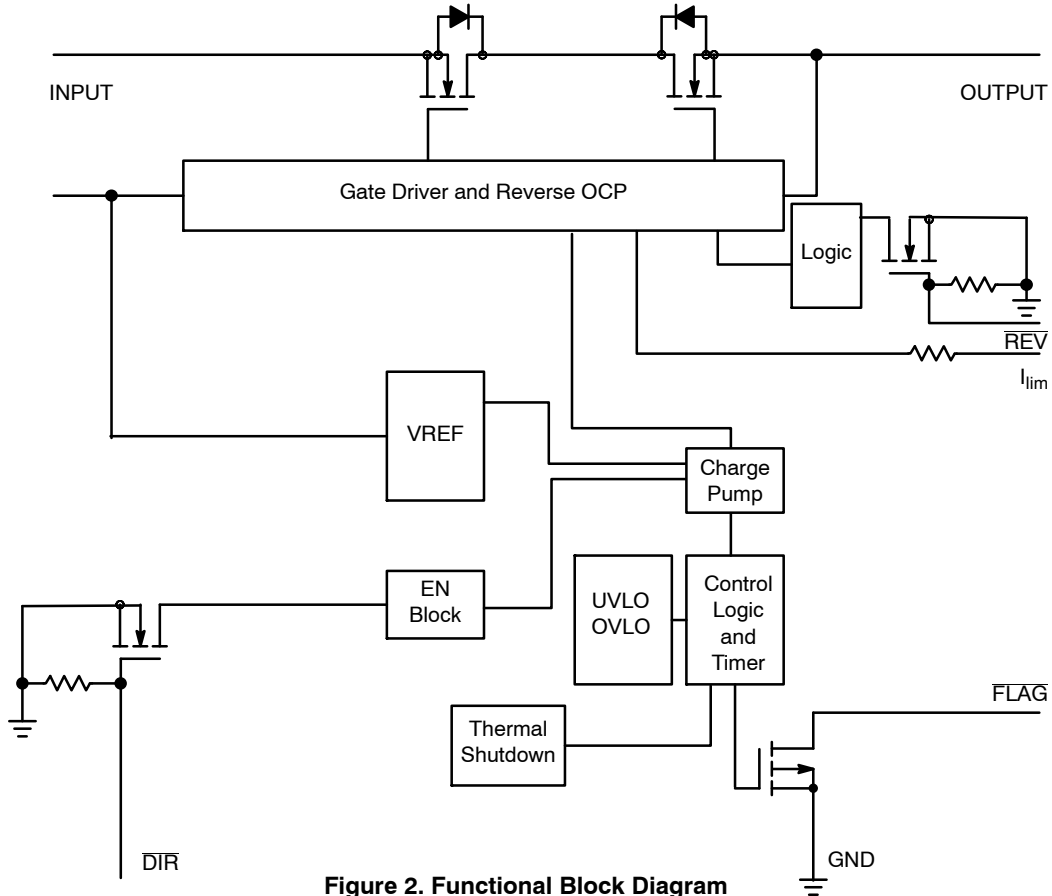 INPUT
OUTPUT
Gate Driver and Reverse OCP
Logic
REV
Ilim
VREF
Charge
Pump
EN
Block
UVLO
OVLO
Control
Logic
and
Timer
FLAG
Thermal
Shutdown
DIR
GND
Figure 2. Functional Block Diagram